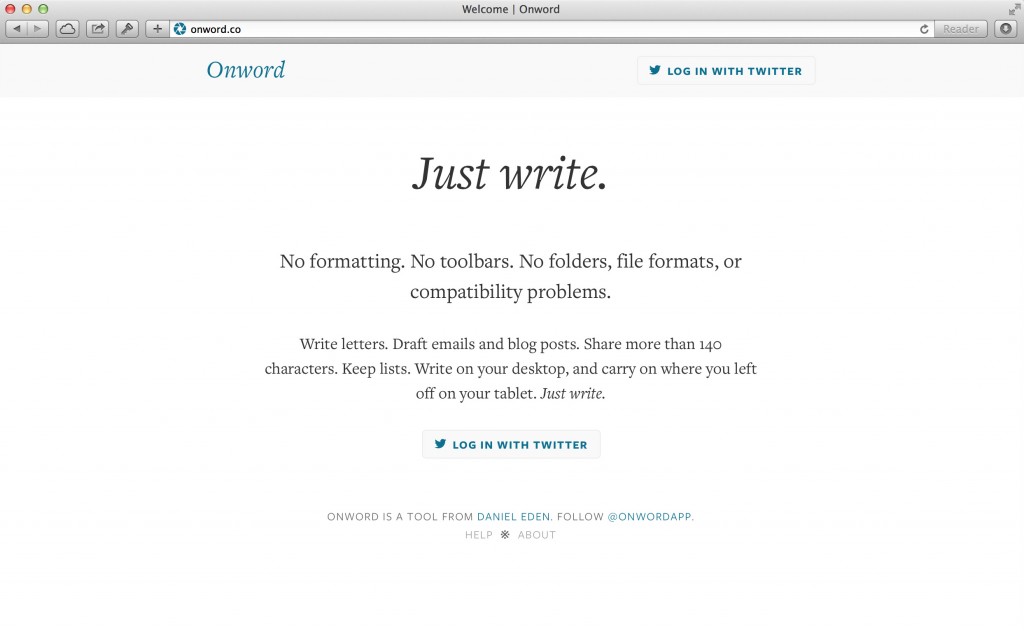 Welcome | Onword
onword.co
Reader
Onword
LOG IN WITH TWITTER
Just write.
No formatting. No toolbars. No folders, file formats, or
compatibility problems.
Write letters. Draft emails and blog posts. Share more than 140
characters. Keep lists. Write on your desktop, and carry on where you left
off on your tablet. Just write.
LOG IN WITH TWITTER
ONWORD IS A TOOL FROM DANIEL EDEN. FOLLOW @ONWORDAPP.
HELP ※ ABOUT